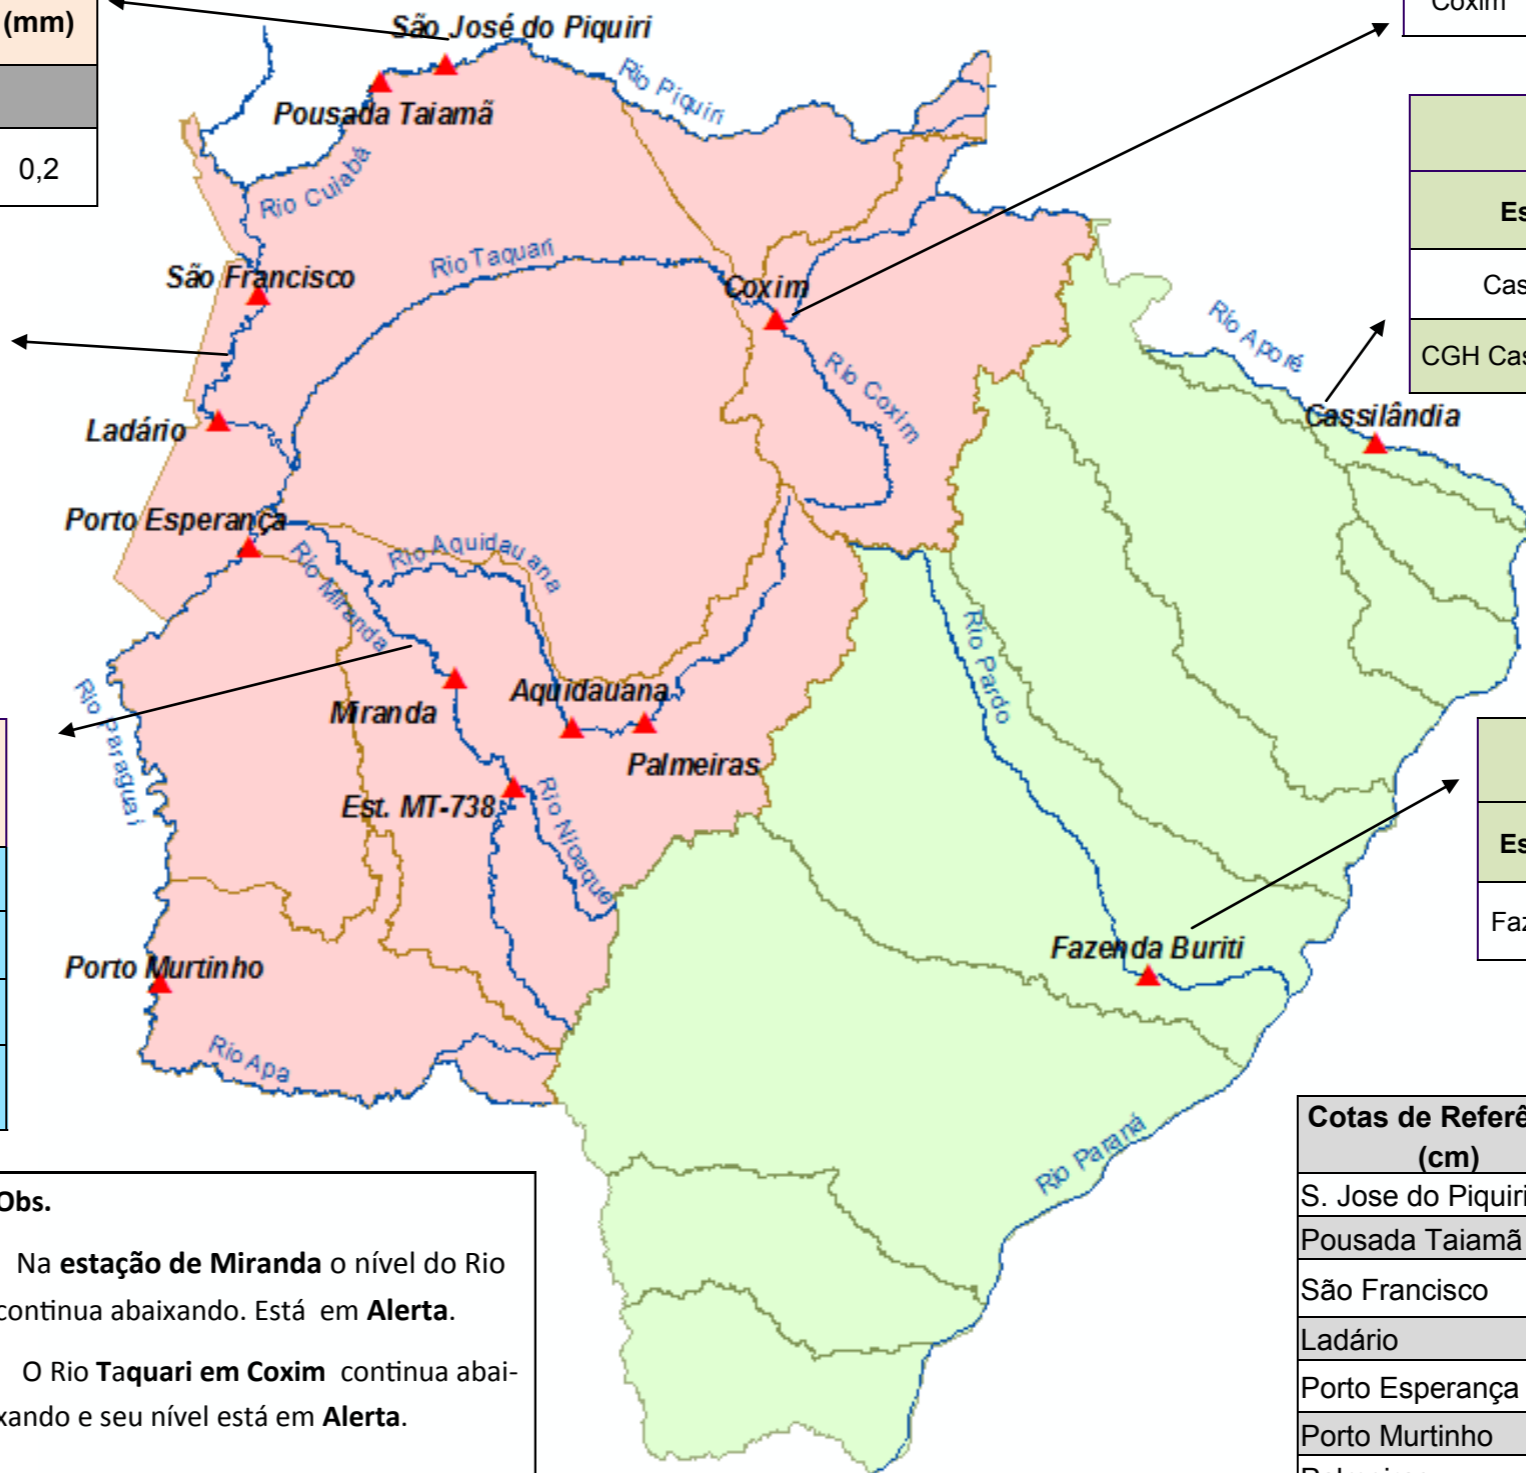 (mm)
0,2
Coxim
São José do Piquiri
Rio Piquiri
Pousada Taiamã
Rio Cuiabá
Rio Taquari
São Francisco
Coxim
Es
Cas
CGH Cas
Rio Aporé
Cassilândia
Rio Coxim
Ladário
Porto Esperança
Rio Aquidauana
Rio Miranda
Rio Pardo
Rio Paraguai
Miranda
Aquidauana
Palmeiras
Est. MT-738
Rio Nioaque
Es
Faz
Fazenda Buriti
Porto Murtinho
Rio Apa
Rio Paraná
Obs.
Na estação de Miranda o nível do Rio
continua abaixando. Está em Alerta.
O Rio Taquari em Coxim continua abai-
xando e seu nível está em Alerta.
Cotas de Referê
(cm)
S. Jose do Piquiri
Pousada Taiamã
São Francisco
Ladário
Porto Esperança
Porto Murtinho
Palmeiras